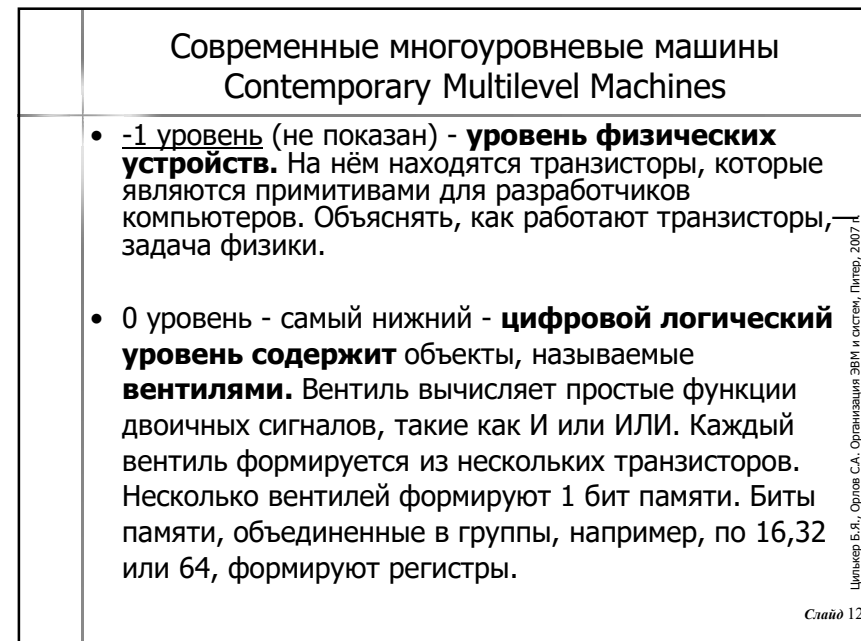 Современные многоуровневые машины
Contemporary Multilevel Machines
• -1 уровень (не показан) - уровень физических
устройств. На нём находятся транзисторы, которые
являются примитивами для разработчиков
компьютеров. Объяснять, как работают транзисторы,—
задача физики.
• 0 уровень - самый нижний - цифровой логический
уровень содержит объекты, называемые
вентилями. Вентиль вычисляет простые функции
двоичных сигналов, такие как И или ИЛИ. Каждый
вентиль формируется из нескольких транзисторов.
Несколько вентилей формируют 1 бит памяти. Биты
памяти, объединенные в группы, например, по 16,32
или 64, формируют регистры.
Цилькер Б.Я., Орлов С.А. Организация ЭВМ и систем, Питер, 2007 г.
Слайд 12